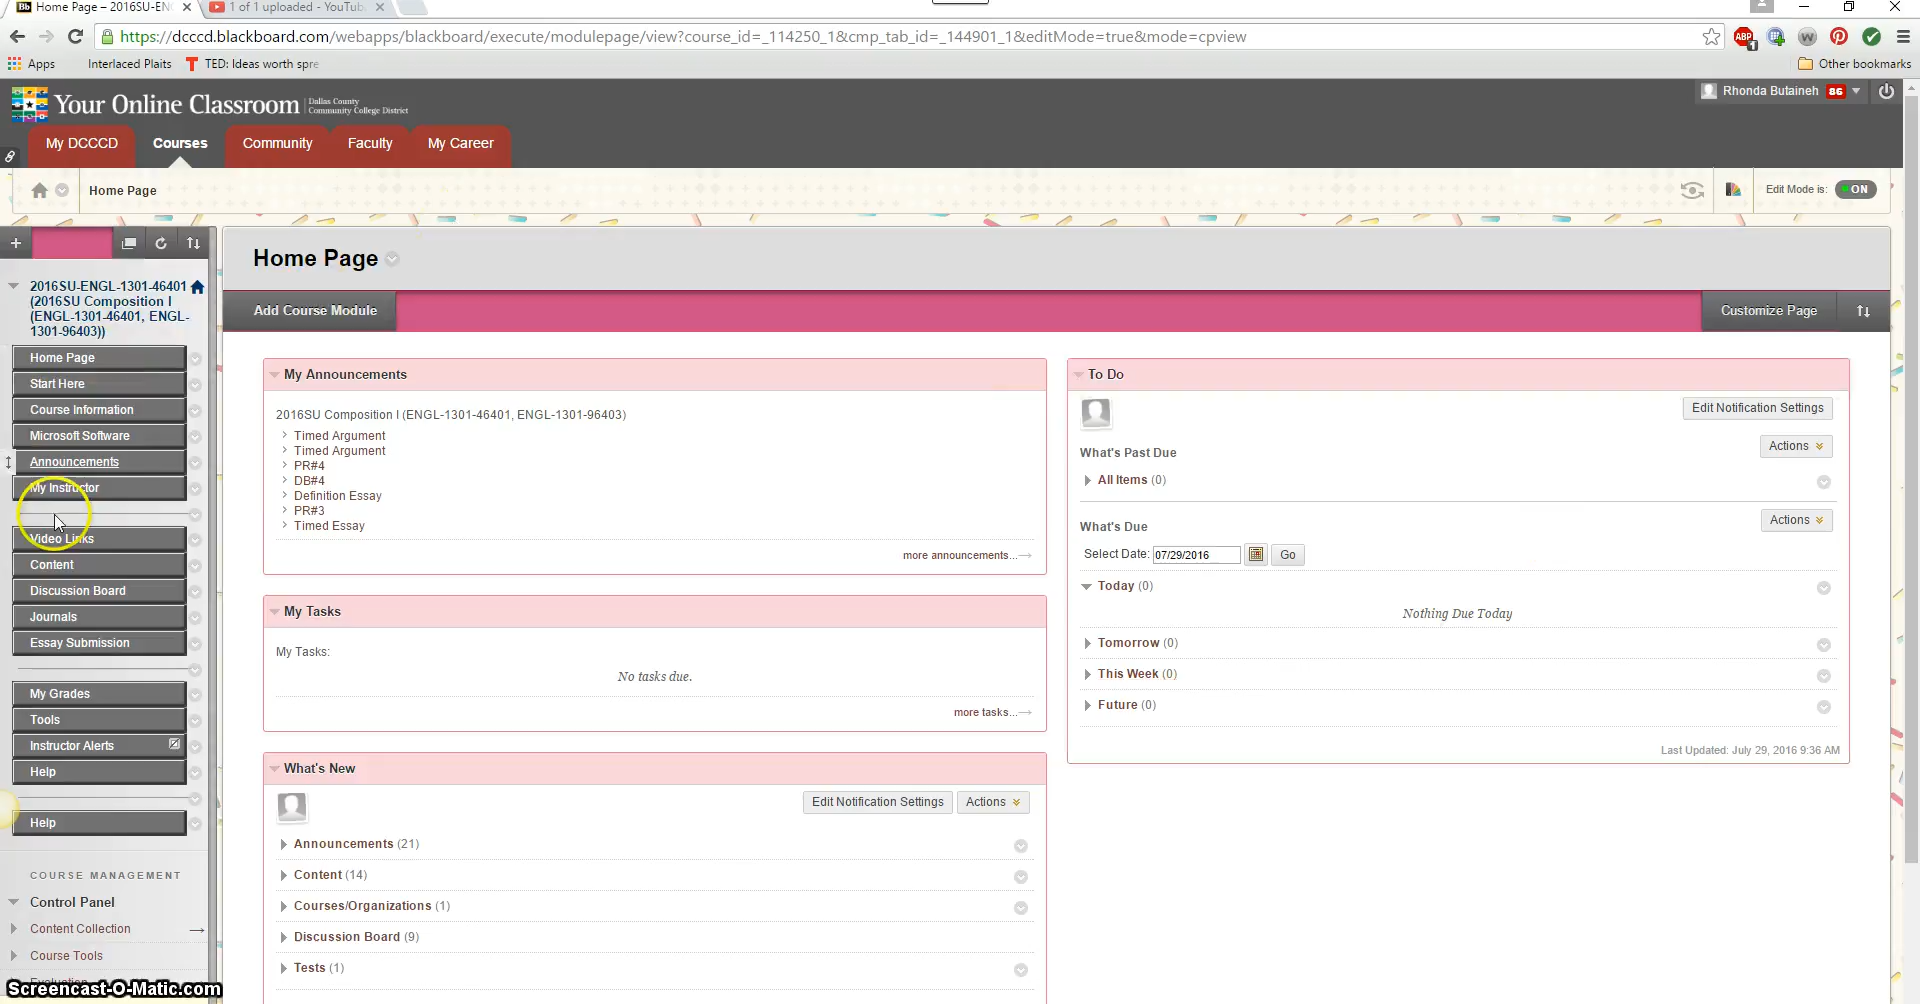 Bb Home Page – 2016SU-EN
1 of 1 uploaded - YouTub
https://dcccd.blackboard.com/webapps/blackboard/execute/modulepage/view?course_id=_114250_1&cmp_tab_id=_144901_1&editMode=true&mode=cpview
ABP 1
W
Apps
Interlaced Plaits
T TED: Ideas worth spre
Other bookmarks
Your Online Classroom
Dallas County
Community College District
Rhonda Butaineh 86
My DCCCD
Courses
Community
Faculty
My Career
Home Page
Edit Mode is: ON
2016SU-ENGL-1301-46401
(2016SU Composition I
(ENGL-1301-46401, ENGL-
1301-96403))
Home Page
Start Here
Course Information
Microsoft Software
Announcements
My Instructor
Video Links
Content
Discussion Board
Journals
Essay Submission
My Grades
Tools
Instructor Alerts
Help
Help
COURSE MANAGEMENT
Control Panel
Content Collection
Course Tools
Screencast-O-Matic.com
Home Page
Add Course Module
Customize Page
My Announcements
2016SU Composition I (ENGL-1301-46401, ENGL-1301-96403)
Timed Argument
Timed Argument
PR#4
DB#4
Definition Essay
PR#3
Timed Essay
more announcements...
My Tasks
My Tasks:
No tasks due.
more tasks...
What's New
Edit Notification Settings
Actions
Announcements (21)
Content (14)
Courses/Organizations (1)
Discussion Board (9)
Tests (1)
To Do
Edit Notification Settings
Actions
What's Past Due
All Items (0)
Actions
What's Due
Select Date: 07/29/2016 Go
Today (0)
Nothing Due Today
Tomorrow (0)
This Week (0)
Future (0)
Last Updated: July 29, 2016 9:36 AM